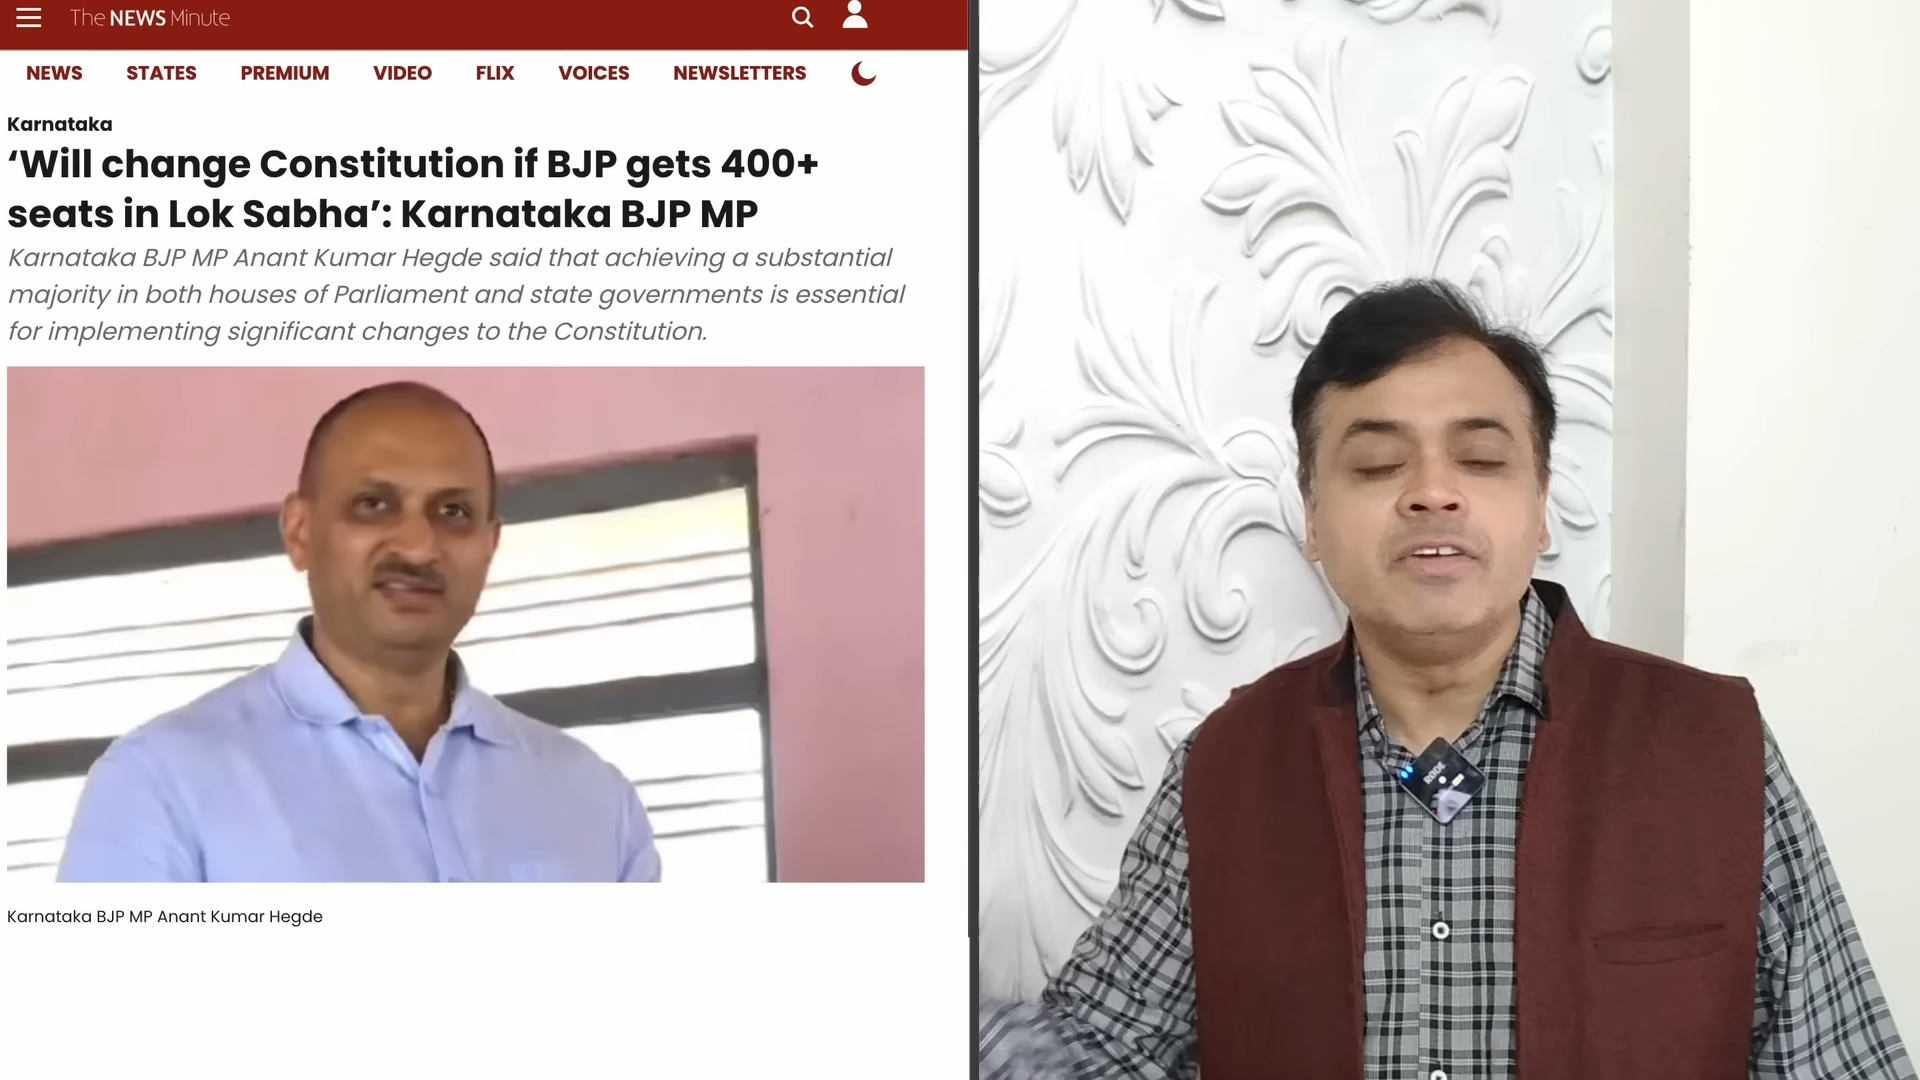 The NEWS Minute
NEWS STATES PREMIUM VIDEO FLIX VOICES NEWSLETTERS
Karnataka
‘Will change Constitution if BJP gets 400+
seats in Lok Sabha’: Karnataka BJP MP
Karnataka BJP MP Anant Kumar Hegde said that achieving a substantial
majority in both houses of Parliament and state governments is essential
for implementing significant changes to the Constitution.
Karnataka BJP MP Anant Kumar Hegde
RODE